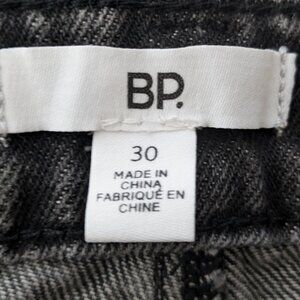 BP.
30
MADE IN
CHINA
FABRIQUÉ EN
CHINE